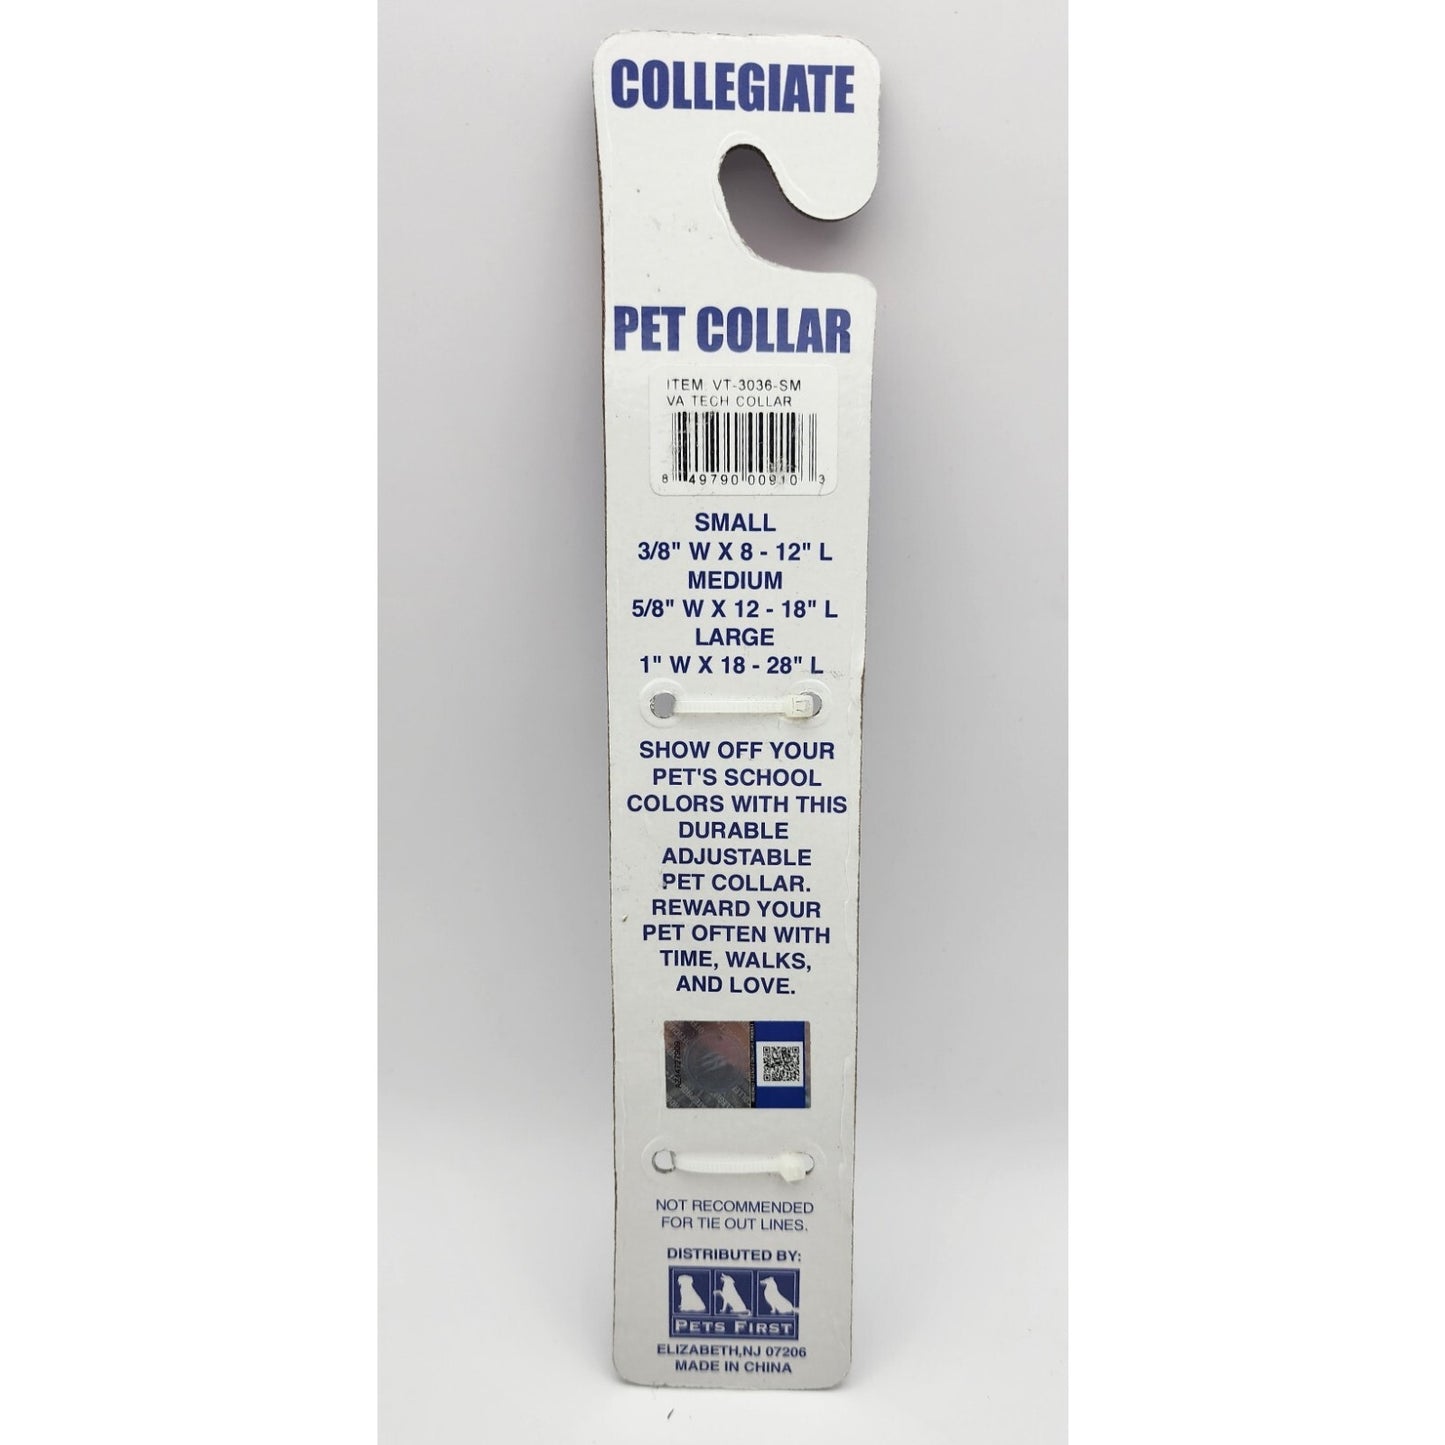 COLLEGIATE
PET COLLAR
ITEM VT-3036-SM
VA TECH COLLAR
8 49790 00910 3
SMALL
3/8" W X 8 - 12" L
MEDIUM
5/8" W X 12 - 18" L
LARGE
1" W X 18 - 28" L
SHOW OFF YOUR
PET'S SCHOOL
COLORS WITH THIS
DURABLE
ADJUSTABLE
PET COLLAR.
REWARD YOUR
PET OFTEN WITH
TIME, WALKS,
AND LOVE.
NOT RECOMMENDED
FOR TIE OUT LINES.
DISTRIBUTED BY:
PETS FIRST
ELIZABETH,NJ 07206
MADE IN CHINA